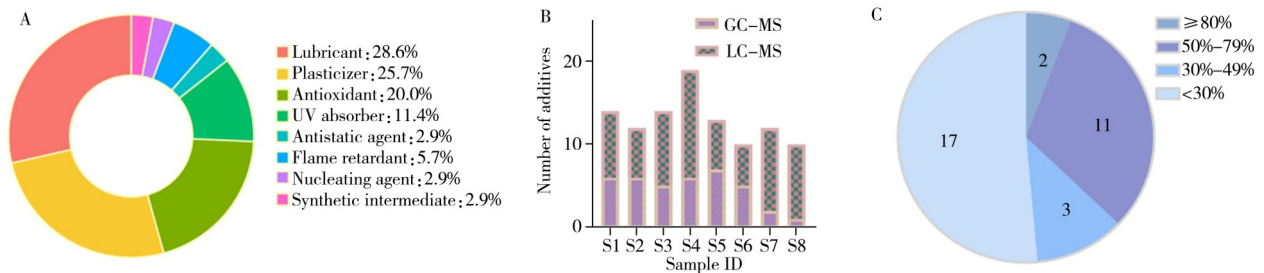 A
Lubricant:28.6%
Plasticizer:25.7%
Antioxidant:20.0%
UV absorber:11.4%
Antistatic agent:2.9%
Flame retardant:5.7%
Nucleating agent:2.9%
Synthetic intermediate:2.9%
B
GC-MS
LC-MS
Number of additives
20
10
0
S1 S2 S3 S4 S5 S6 S7 S8
Sample ID
C
2
11
3
17
≥80%
50%-79%
30%-49%
<30%